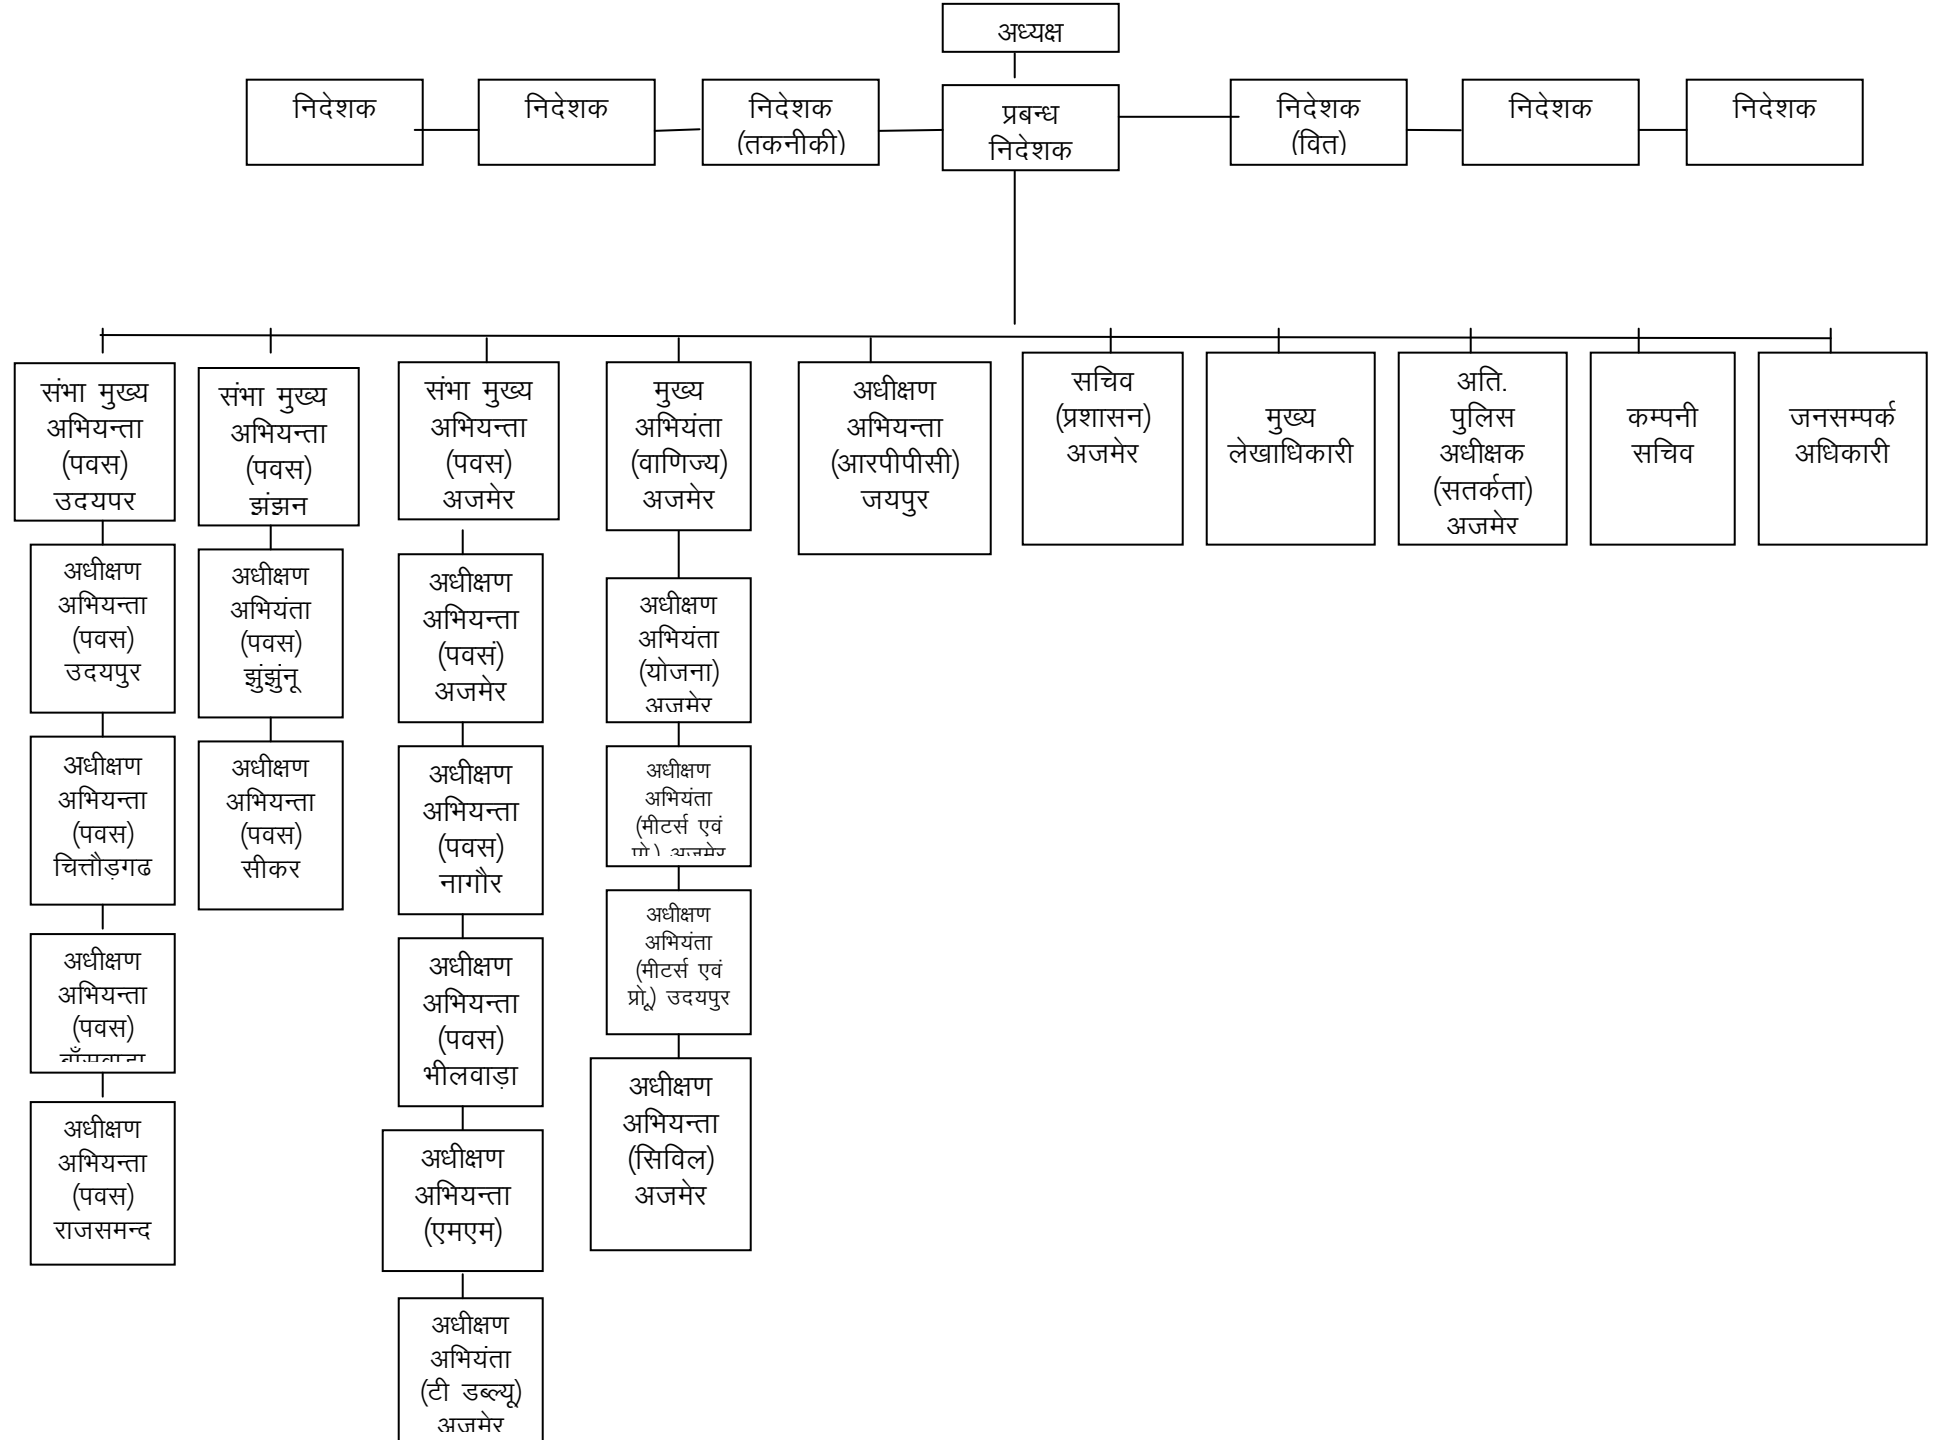 अध्यक्ष
निदेशक
निदेशक
निदेशक
(तकनीकी)
प्रबन्ध
निदेशक
निदेशक
(वित)
निदेशक
निदेशक
संभा मुख्य
अभियन्ता
(पवस)
उदयपर
संभा मुख्य
अभियन्ता
(पवस)
झंझन
संभा मुख्य
अभियन्ता
(पवस)
अजमेर
मुख्य
अभियंता
(वाणिज्य)
अजमेर
अधीक्षण
अभियन्ता
(आरपीपीसी)
जयपुर
सचिव
(प्रशासन)
अजमेर
मुख्य
लेखाधिकारी
अति.
पुलिस
अधीक्षक
(सतर्कता)
अजमेर
कम्पनी
सचिव
जनसम्पर्क
अधिकारी
अधीक्षण
अभियन्ता
(पवस)
उदयपुर
अधीक्षण
अभियन्ता
(पवस)
चित्तौड़गढ
अधीक्षण
अभियन्ता
(पवस)
अधीक्षण
अभियन्ता
(पवस)
राजसमन्द
अधीक्षण
अभियंता
(पवस)
झुंझुंनू
अधीक्षण
अभियन्ता
(पवस)
सीकर
अधीक्षण
अभियन्ता
(पवसं)
अजमेर
अधीक्षण
अभियन्ता
(पवस)
नागौर
अधीक्षण
अभियन्ता
(पवस)
भीलवाड़ा
अधीक्षण
अभियन्ता
(एमएम)
अधीक्षण
अभियंता
(टी डब्ल्यू)
अजमेर
अधीक्षण
अभियंता
(योजना)
अजमेर
अधीक्षण
अभियंता
(मीटर्स एवं
प्रो.) अजमेर
अधीक्षण
अभियंता
(मीटर्स एवं
प्रो.) उदयपुर
अधीक्षण
अभियन्ता
(सिविल)
अजमेर